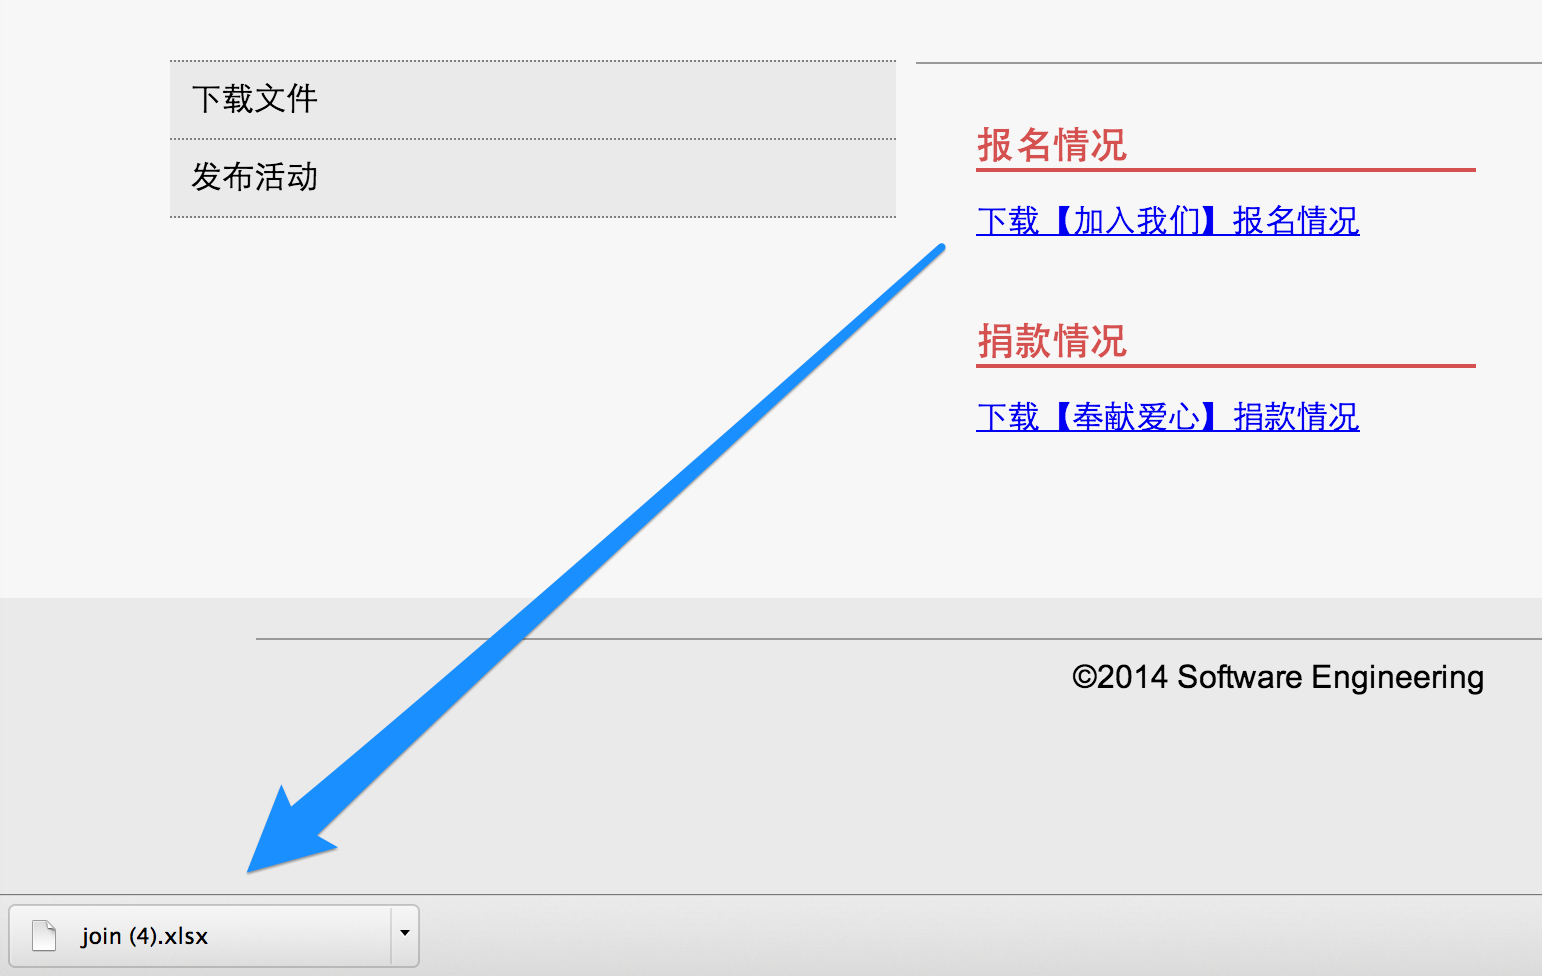 下载文件
发布活动
报名情况
下载【加入我们】报名情况
捐款情况
下载【奉献爱心】捐款情况
©2014 Software Engineering
join (4).xlsx